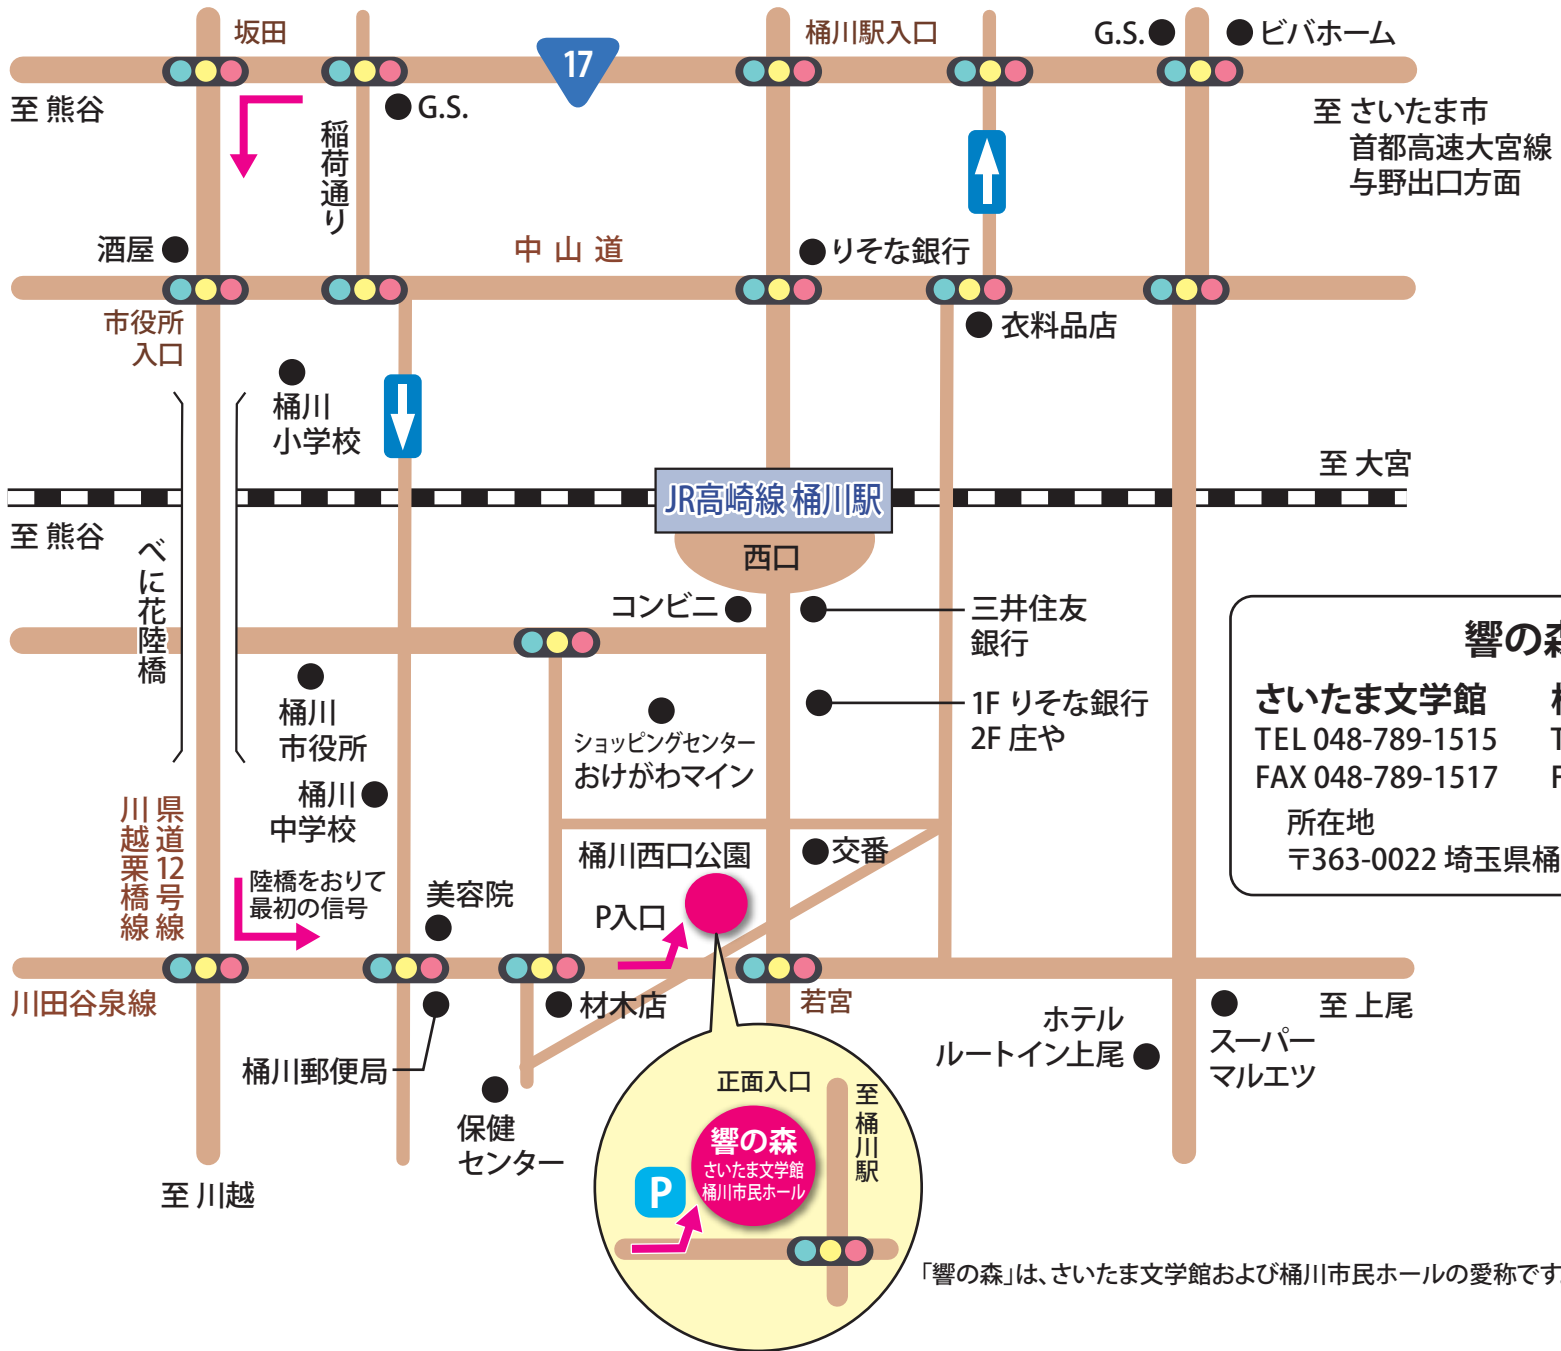 坂田
桶川駅入口
G.S.
ビバホーム
17
至 熊谷
G.S.
稲荷通り
至 さいたま市
首都高速大宮線
与野出口方面
酒屋
中山道
りそな銀行
市役所
入口
衣料品店
桶川
小学校
至 大宮
JR高崎線 桶川駅
至 熊谷
西口
べに花陸橋
コンビニ
三井住友
銀行
桶川
市役所
ショッピングセンター
おけがわマイン
1F りそな銀行
2F 庄や
響の森
さいたま文学館
TEL 048-789-1515
FAX 048-789-1517
所在地
〒363-0022 埼玉県桶
桶川
中学校
県道12号線
川越栗橋線
桶川西口公園
交番
陸橋をおりて
最初の信号
美容院
P入口
川田谷泉線
材木店
若宮
至 上尾
桶川郵便局
ホテル
ルートイン上尾
スーパー
マルエツ
保健
センター
正面入口
至桶川駅
響の森
さいたま文学館
桶川市民ホール
P
至 川越
「響の森」は、さいたま文学館および桶川市民ホールの愛称です